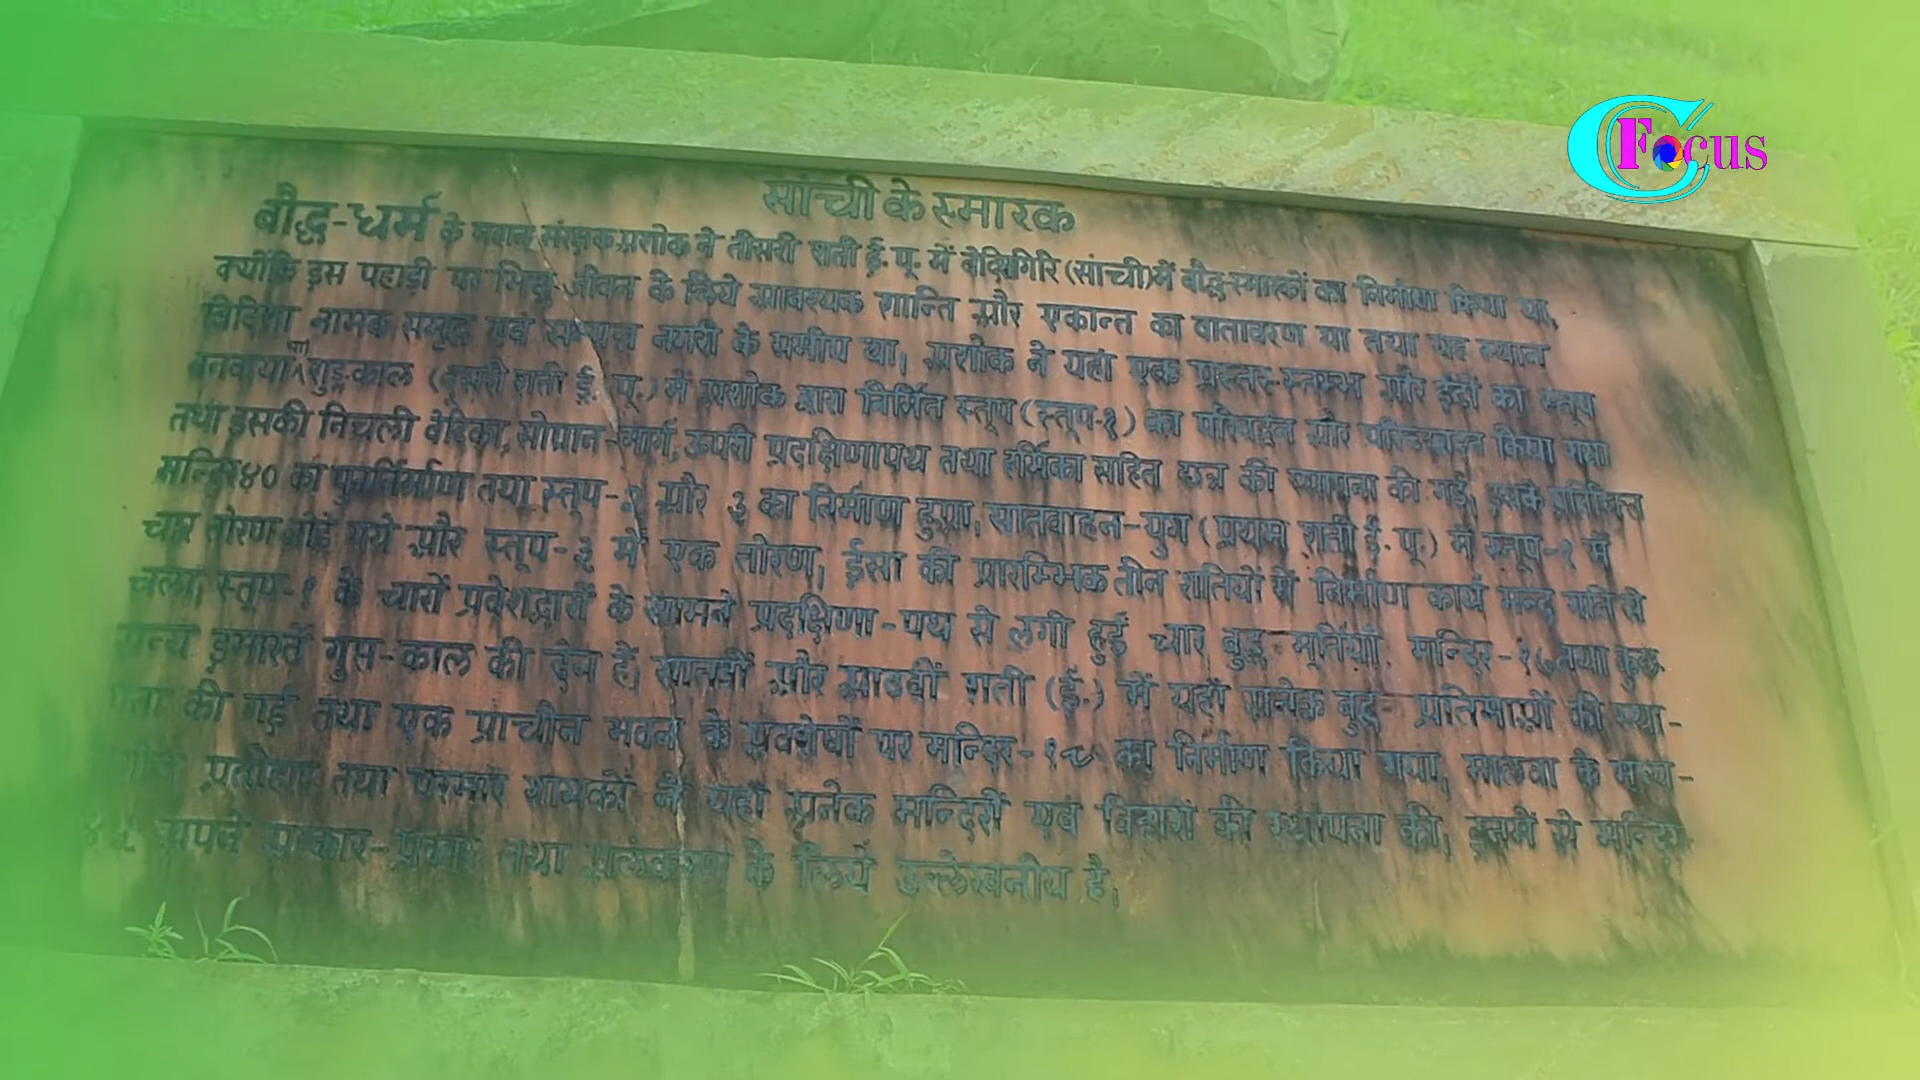 C Focus
सांची के स्मारक
बौद्ध-धर्म के महान संरक्षक अशोक ने तीसरी शती ई. पू. में वेदिसगिरि (सांची) में बौद्ध-स्मारकों का निर्माण किया था,
क्योंकि इस पहाड़ी पर भिक्षु-जीवन के लिये आवश्यक शान्ति और एकान्त का वातावरण था तथा यह स्थान
विदिशा नामक समृद्ध एवं सम्पन्न नगरी के समीप था। अशोक ने यहां एक प्रस्तर-स्तम्भ और ईंटों का स्तूप
बनवाया था शुङ्ग-काल (दूसरी शती ई. पू.) में अशोक द्वारा निर्मित स्तूप (स्तूप-१) का परिवर्द्धन और किया गया
तथा इसकी निचली वेदिका, सोपान-मार्ग, ऊपरी प्रदक्षिणापथ तथा हर्मिका सहित छत्र की स्थापना की गई, इसके अतिरिक्त
मन्दिर ४० का पुनर्निर्माण तथा स्तूप-२ और ३ का निर्माण हुआ, सातवाहन-युग (प्रथम शती ई. पू.) में स्तूप-१ में
चार तोरण जोड़े गये और स्तूप-३ में एक तोरण, ईसा की प्रारम्भिक तीन शतियों में निर्माण कार्य मन्द गति से
चला, स्तूप-१ के चारों प्रवेशद्वारों के सामने प्रदक्षिणा-पथ से लगी हुई चार बुद्ध-मूर्तियां, मन्दिर-१७ तथा कुछ
अन्य इमारतें गुप्त-काल की देन हैं, सातवीं और आठवीं शती (ई.) में यहाँ अनेक बुद्ध-प्रतिमाओं की स्था-
पना की गई तथा एक प्राचीन भवन के अवशेषों पर मन्दिर-१८ का निर्माण किया गया, मालवा के
प्रतीहार तथा परमार शासकों ने यहाँ अनेक मन्दिरों एवं विहारों की स्थापना की, इनमें से मन्दिर-
४५ अपने आकार-प्रकार तथा अलंकरण के लिये उल्लेखनीय है,